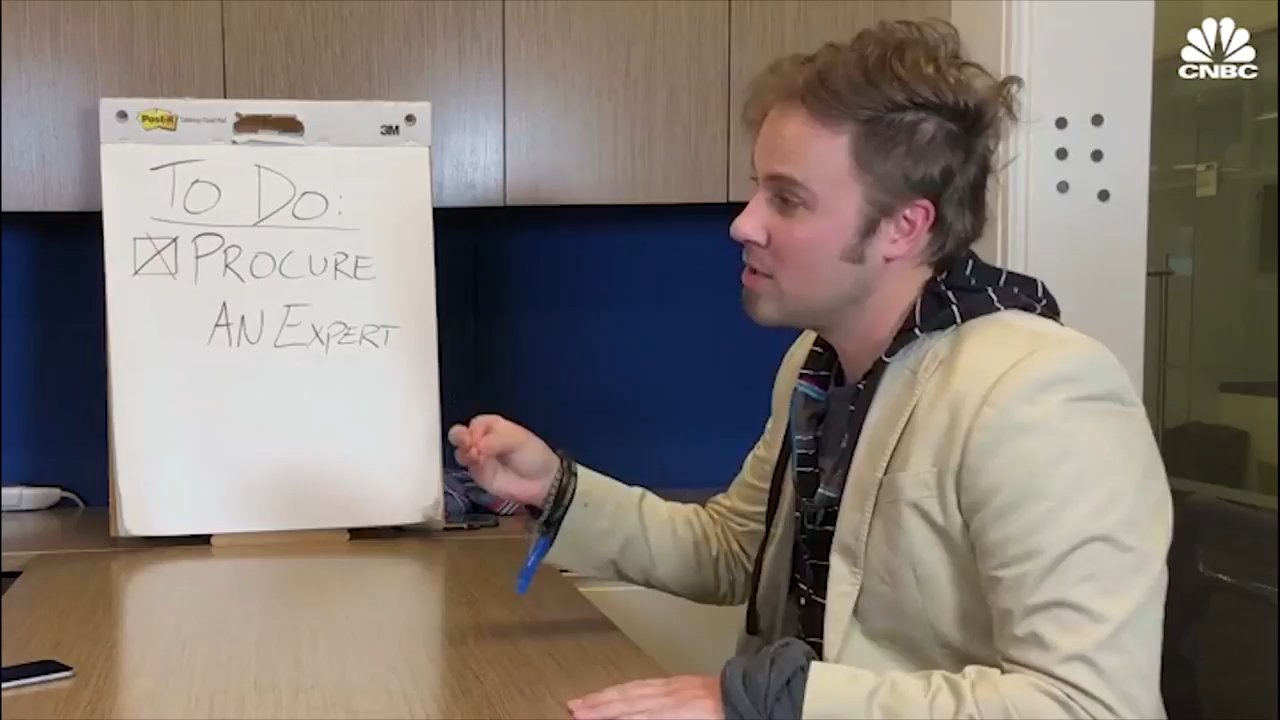 CNBC
Post-it
3M
To Do:
PROCURE
AN EXPERT